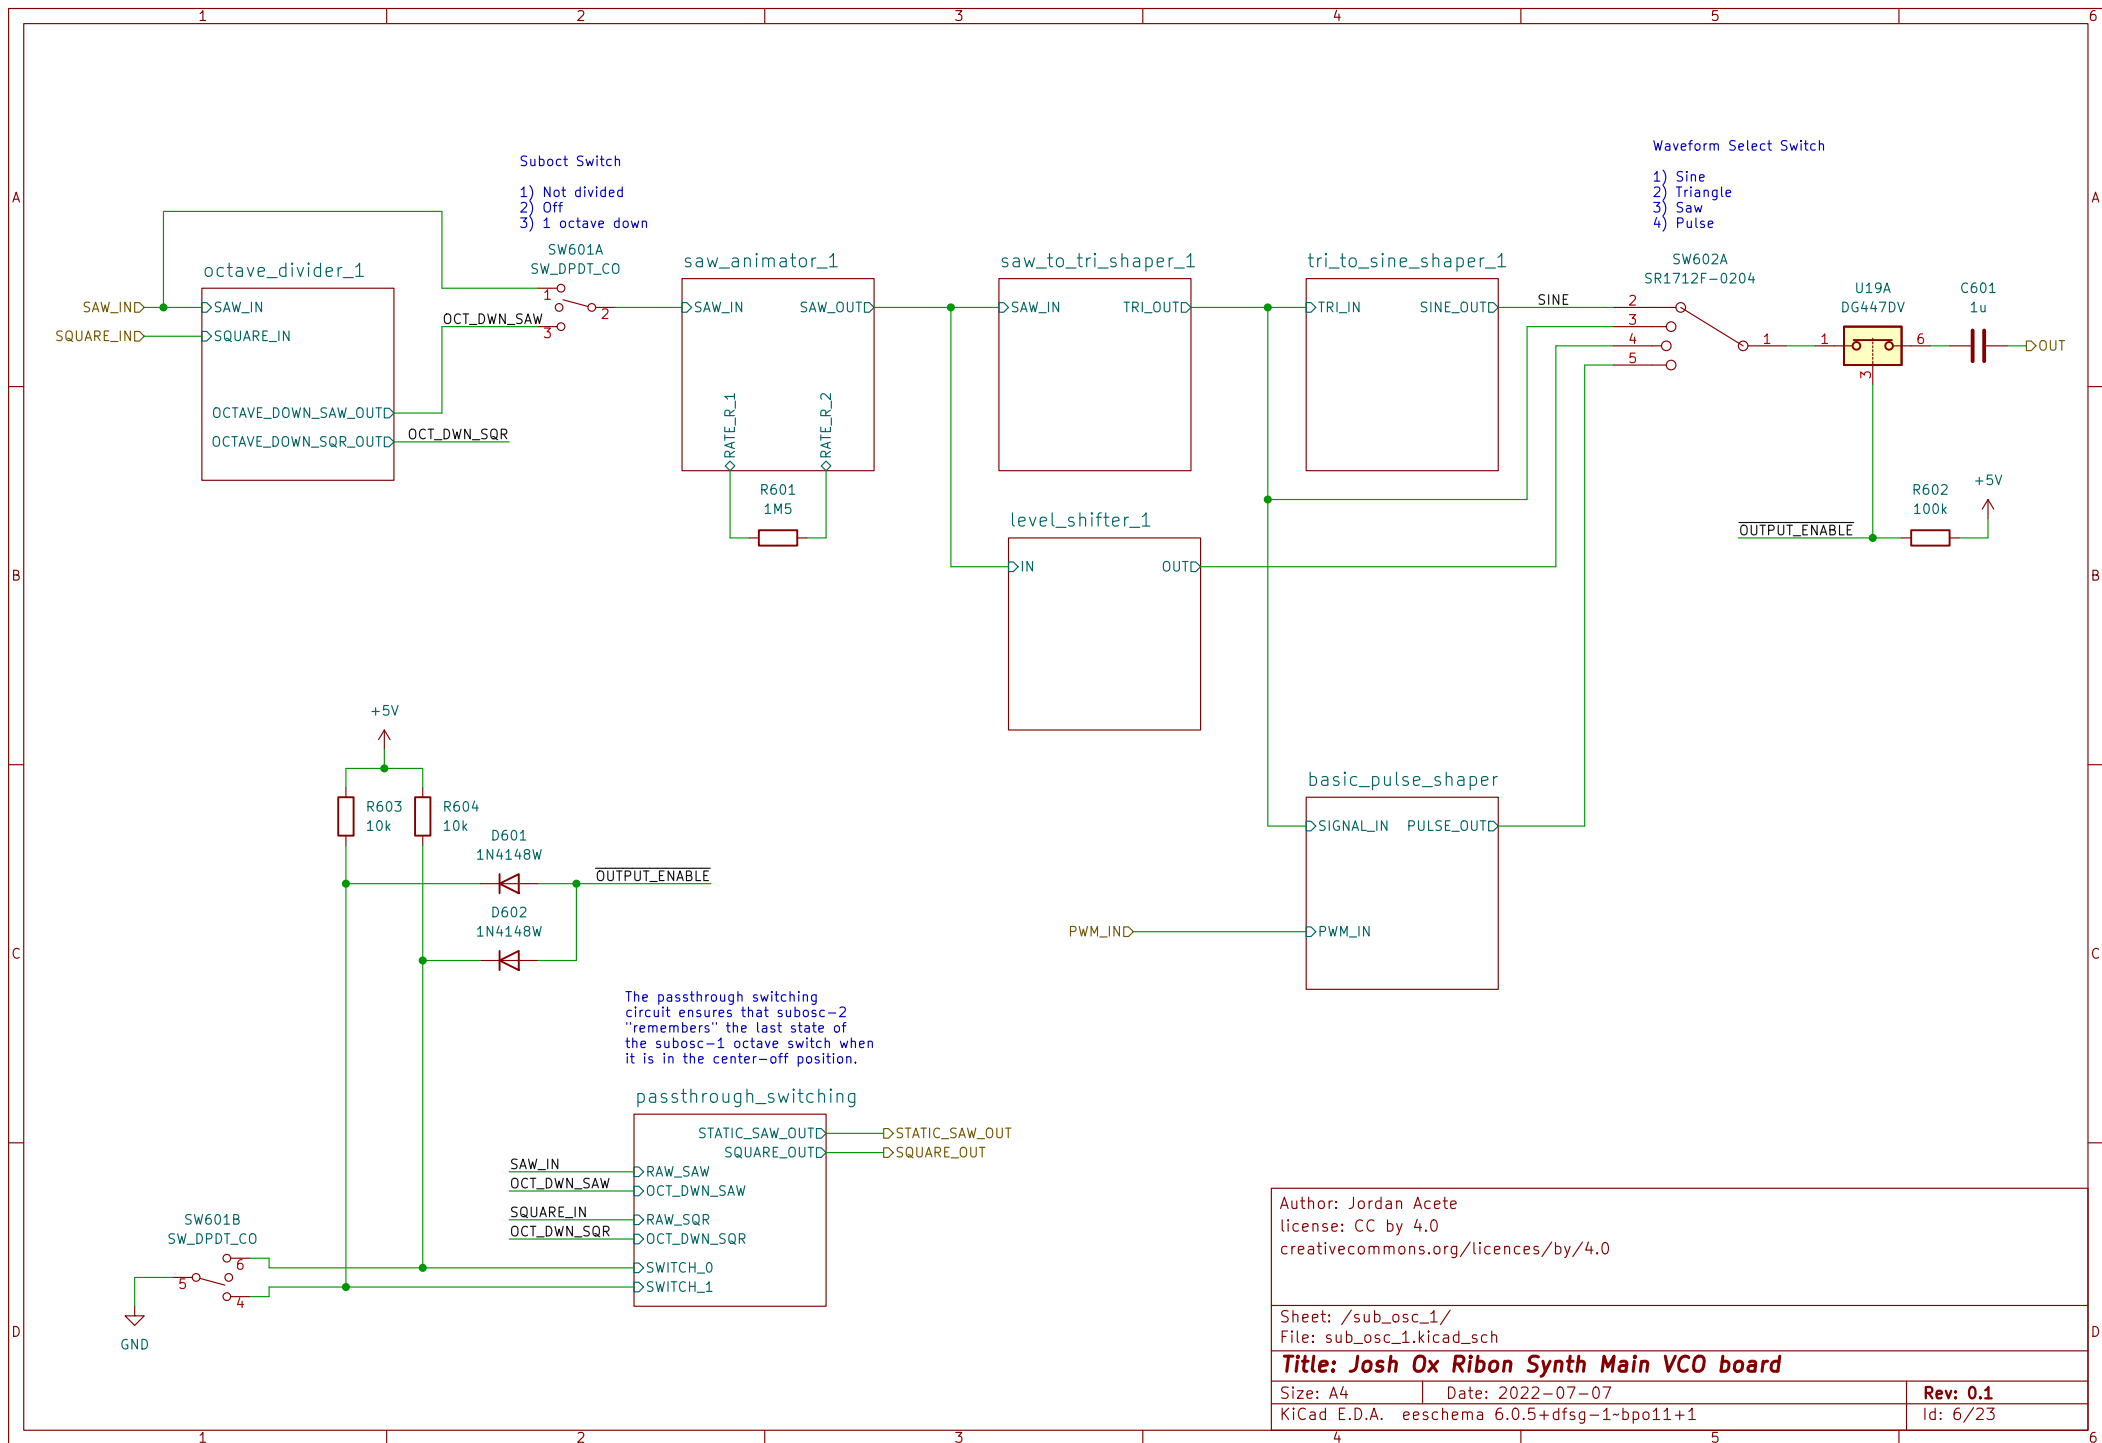 1 2 3 4 5 6
A
B
C
D
A
B
C
D
Suboct Switch
1) Not divided
2) Off
3) 1 octave down
SW601A
SW_DPDT_CO
1
2
3
OCT_DWN_SAW
octave_divider_1
SAW_IN
SQUARE_IN
SAW_IN
SQUARE_IN
OCTAVE_DOWN_SAW_OUT
OCTAVE_DOWN_SQR_OUT
OCT_DWN_SQR
saw_animator_1
SAW_IN
SAW_OUT
RATE_R_1
RATE_R_2
R601
1M5
saw_to_tri_shaper_1
SAW_IN
TRI_OUT
level_shifter_1
IN
OUT
tri_to_sine_shaper_1
TRI_IN
SINE_OUT
SINE
Waveform Select Switch
1) Sine
2) Triangle
3) Saw
4) Pulse
SW602A
SR1712F-0204
2
3
4
5
1
U19A
DG447DV
1
6
3
C601
1u
OUT
R602
100k
+5V
OUTPUT_ENABLE
basic_pulse_shaper
SIGNAL_IN
PULSE_OUT
PWM_IN
PWM_IN
+5V
R603
10k
R604
10k
D601
1N4148W
OUTPUT_ENABLE
D602
1N4148W
The passthrough switching
circuit ensures that subosc-2
"remembers" the last state of
the subosc-1 octave switch when
it is in the center-off position.
passthrough_switching
STATIC_SAW_OUT
SQUARE_OUT
STATIC_SAW_OUT
SQUARE_OUT
SAW_IN
RAW_SAW
OCT_DWN_SAW
OCT_DWN_SAW
SQUARE_IN
RAW_SQR
OCT_DWN_SQR
OCT_DWN_SQR
SWITCH_0
SWITCH_1
SW601B
SW_DPDT_CO
6
5
4
GND
Author: Jordan Acete
license: CC by 4.0
creativecommons.org/licences/by/4.0
Sheet: /sub_osc_1/
File: sub_osc_1.kicad_sch
Title: Josh Ox Ribon Synth Main VCO board
Size: A4
Date: 2022-07-07
Rev: 0.1
KiCad E.D.A. eeschema 6.0.5+dfsg-1~bpo11+1
Id: 6/23
1 2 3 4 5 6